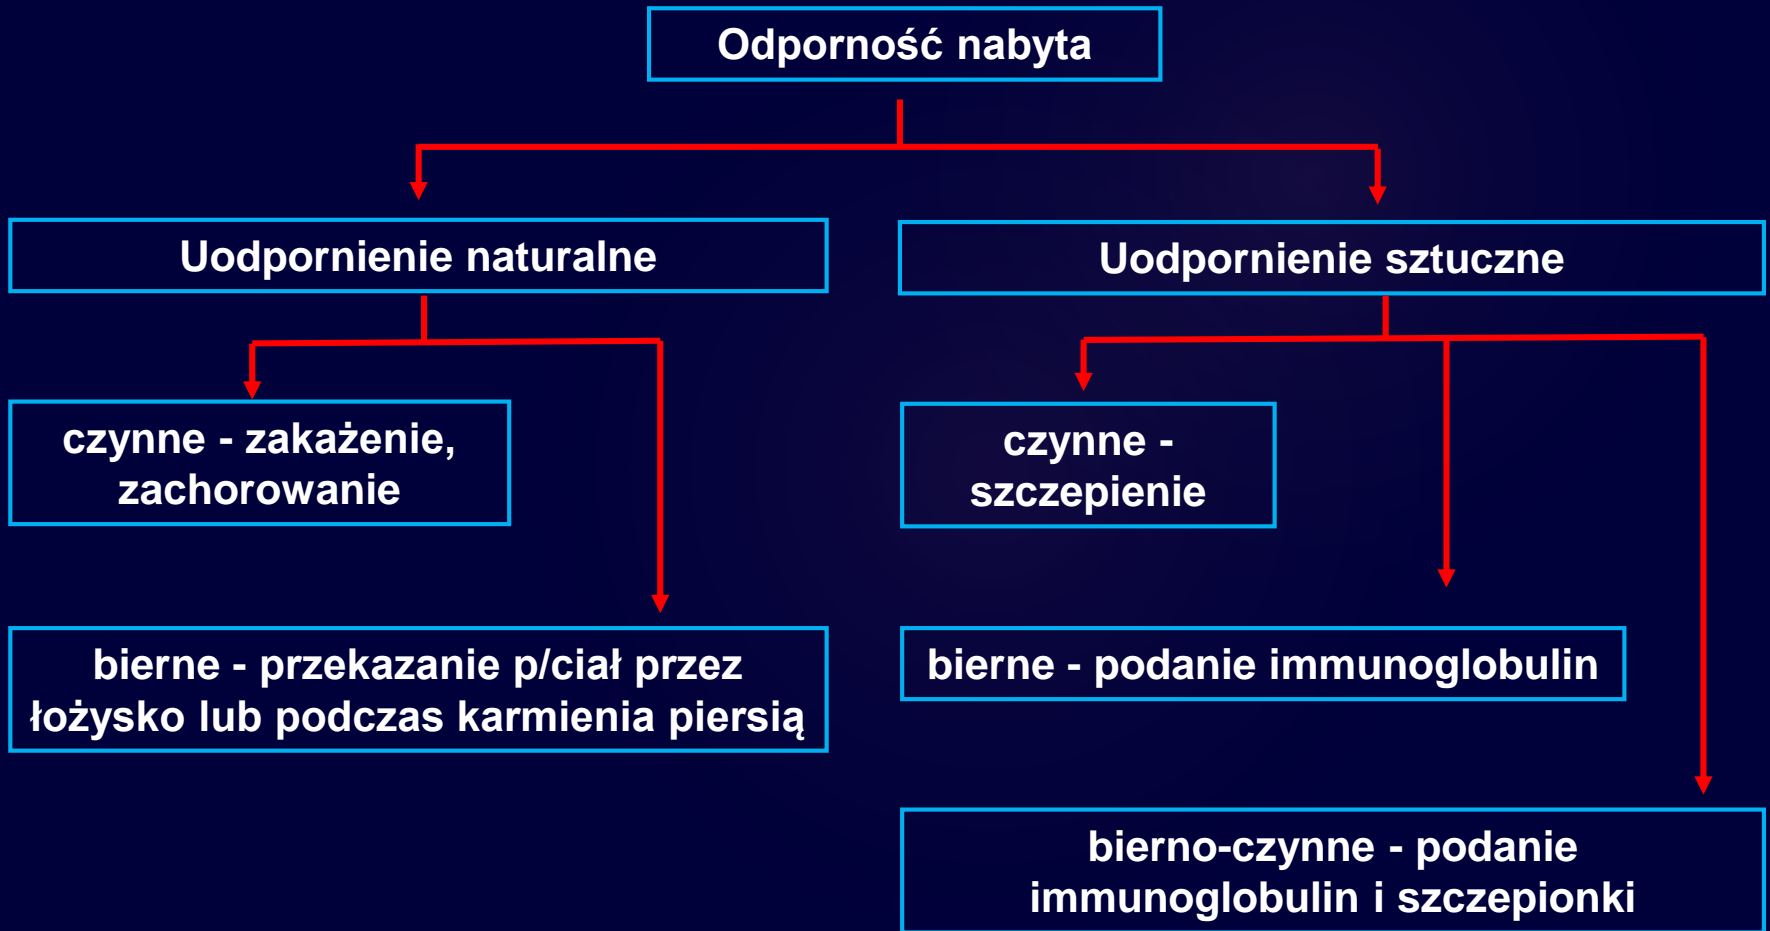 Odporność nabyta
Uodpornienie naturalne
Uodpornienie sztuczne
czynne - zakażenie,
zachorowanie
czynne -
szczepienie
bierne - przekazanie p/ciał przez
łożysko lub podczas karmienia piersią
bierne - podanie immunoglobulin
bierno-czynne - podanie
immunoglobulin i szczepionki